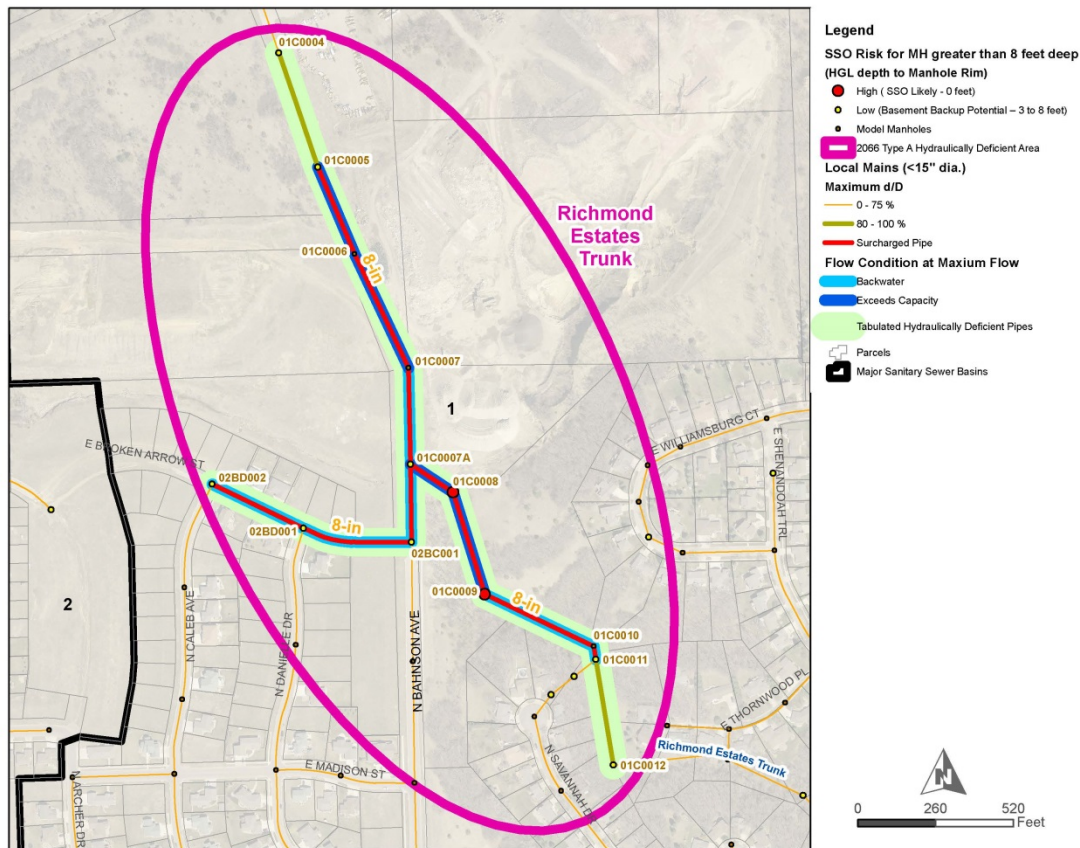 01C0004
01C0005
01C0006
8-in
Richmond
Estates
Trunk
01C0007
1
E BROKEN ARROW ST
02BD002
01C0007A
01C0008
E WILLIAMSBURG CT
E SHENANDOAH TRL
02BD001
8-in
02BC001
2
N CALEB AVE
N DANIELLE DR
N BAHNSON AVE
01C0009
8-in
01C0010
01C0011
E THORNWOOD PL
N SAVANNAH DR
Richmond Estates Trunk
01C0012
E MADISON ST
N ARCHER DR
Legend
SSO Risk for MH greater than 8 feet deep
(HGL depth to Manhole Rim)
High ( SSO Likely - 0 feet)
Low (Basement Backup Potential – 3 to 8 feet)
Model Manholes
2066 Type A Hydraulically Deficient Area
Local Mains (<15" dia.)
Maximum d/D
0 - 75 %
80 - 100 %
Surcharged Pipe
Flow Condition at Maxium Flow
Backwater
Exceeds Capacity
Tabulated Hydraulically Deficient Pipes
Parcels
Major Sanitary Sewer Basins
N
0 260 520
Feet